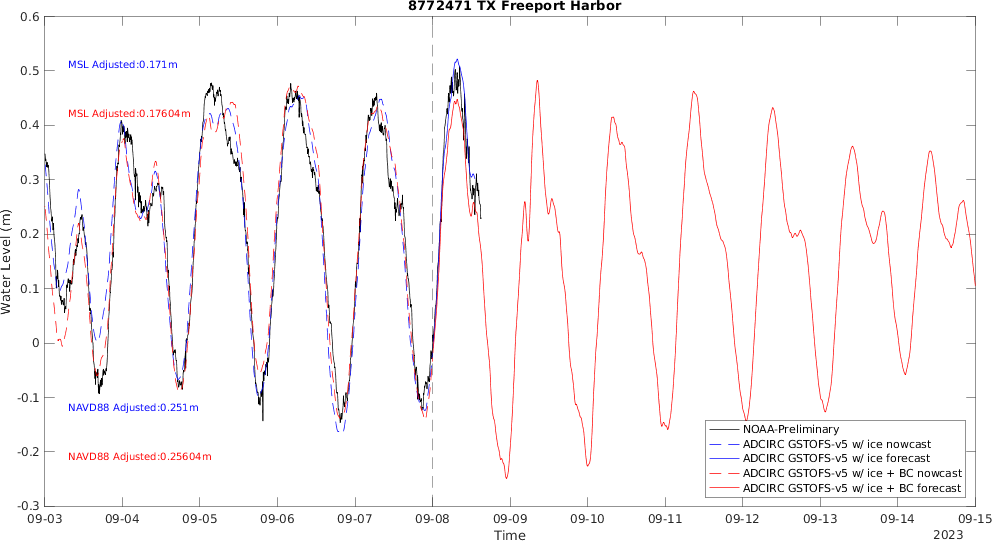 8772471 TX Freeport Harbor
0.6
0.5
0.4
0.3
0.2
0.1
0
-0.1
-0.2
-0.3
Water Level (m)
MSL Adjusted:0.171m
MSL Adjusted:0.17604m
NAVD88 Adjusted:0.251m
NAVD88 Adjusted:0.25604m
NOAA-Preliminary
ADCIRC GSTOFS-v5 w/ ice nowcast
ADCIRC GSTOFS-v5 w/ ice forecast
ADCIRC GSTOFS-v5 w/ ice + BC nowcast
ADCIRC GSTOFS-v5 w/ ice + BC forecast
09-03 09-04 09-05 09-06 09-07 09-08 09-09 09-10 09-11 09-12 09-13 09-14 09-15
Time
2023